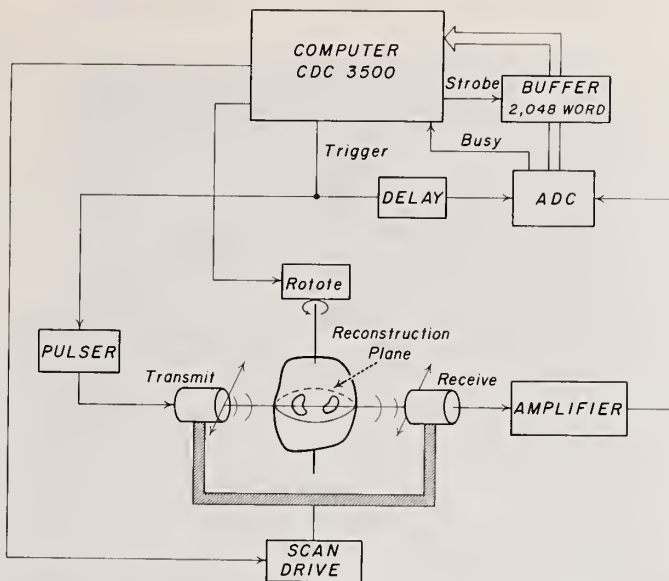 COMPUTER
CDC 3500
Strobe
BUFFER
2,048 WORD
Busy
Trigger
DELAY
ADC
Rotote
Reconstruction
Plane
PULSER
Transmit
Receive
AMPLIFIER
SCAN
DRIVE